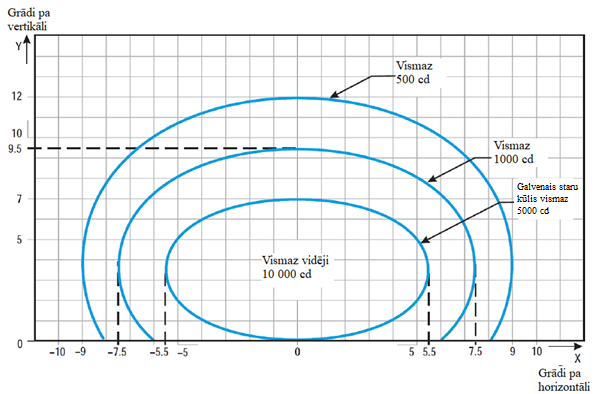 Grādi pa
vertikāli
Y
Vismaz
500 cd
12
10
9.5
Vismaz
1000 cd
Galvenais staru
kūlis vismaz
5000 cd
7
5
Vismaz vidēji
10 000 cd
0
−10 −9 −7.5 −5.5 −5 0 5 5.5 7.5 9 10
X
Grādi pa
horizontāli